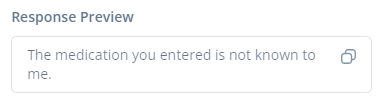 Response Preview
The medication you entered is not known to
me.